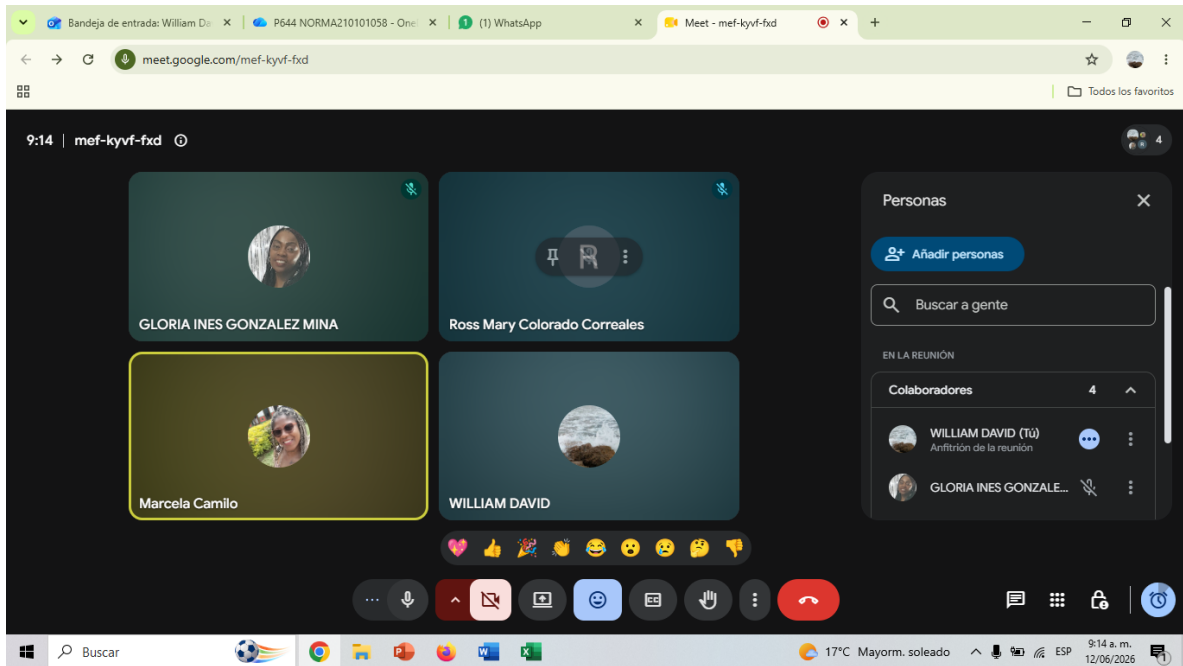 Bandeja de entrada: William Da
P644 NORMA210101058 - One
(1) WhatsApp
Meet - mef-kyvf-fxd
meet.google.com/mef-kyvf-fxd
Todos los favoritos
9:14 | mef-kyvf-fxd
4
GLORIA INES GONZALEZ MINA
R
Ross Mary Colorado Correales
Marcela Camilo
WILLIAM DAVID
Personas
Añadir personas
Buscar a gente
EN LA REUNIÓN
Colaboradores 4
WILLIAM DAVID (Tú)
Anfitrión de la reunión
GLORIA INES GONZALE...
CC
Buscar
17°C Mayorm. soleado
ESP
9:14 a. m.
12/06/2026